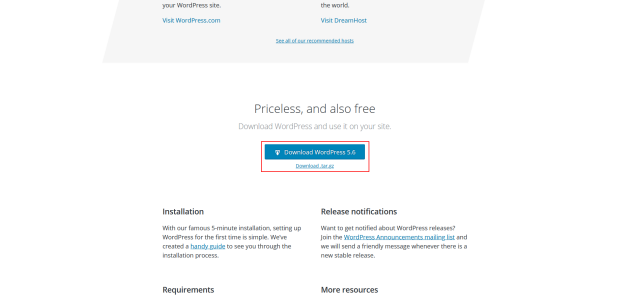 your WordPress site.
the world.
Visit WordPress.com
Visit DreamHost
See all of our recommended hosts
Priceless, and also free
Download WordPress and use it on your site.
Download WordPress 5.6
Download .tar.gz
Installation
With our famous 5-minute installation, setting up
WordPress for the first time is simple. We've
created a handy guide to see you through the
installation process.
Release notifications
Want to get notified about WordPress releases?
Join the WordPress Announcements mailing list and
we will send a friendly message whenever there is a
new stable release.
Requirements
More resources